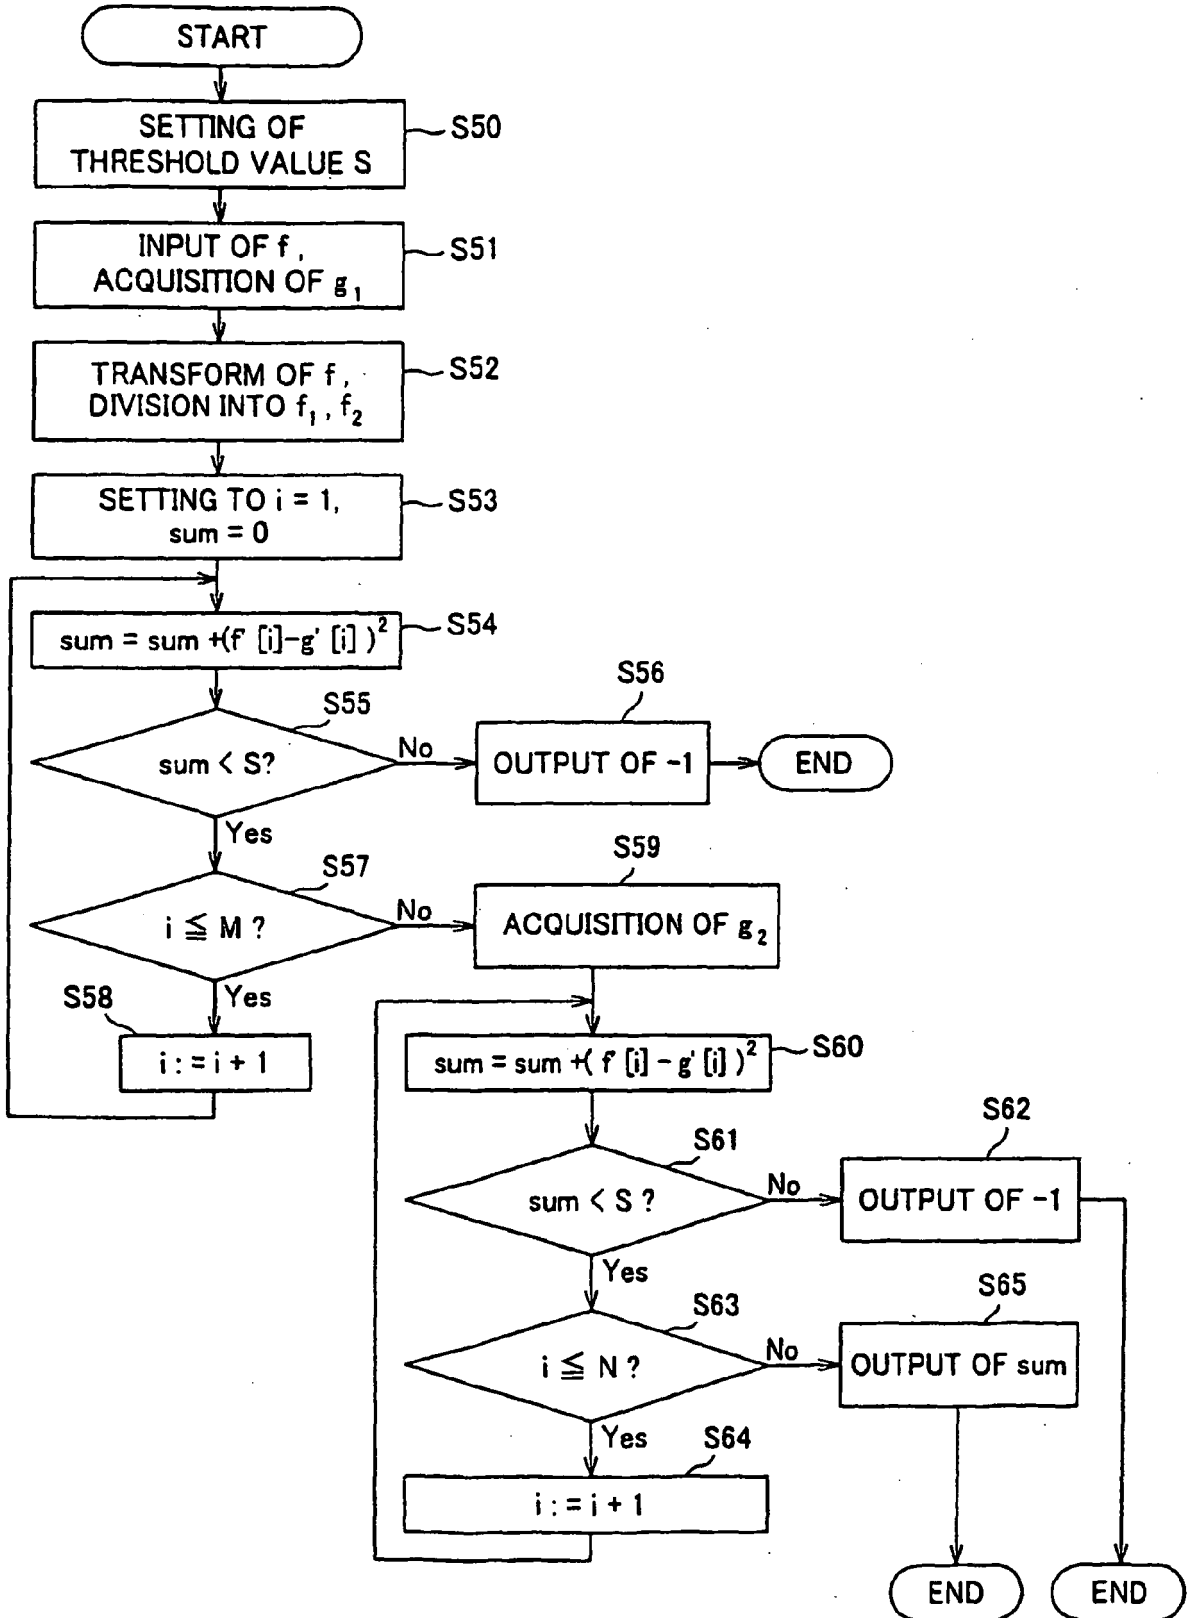 START
SETTING OF
THRESHOLD VALUE S
S50
INPUT OF f,
ACQUISITION OF g₁
S51
TRANSFORM OF f,
DIVISION INTO f₁, f₂
S52
SETTING TO i = 1,
sum = 0
S53
sum = sum +(f' [i]-g' [i] )²
S54
S55
sum < S?
No
Yes
S56
OUTPUT OF -1
END
S57
i ≦ M ?
No
Yes
S58
i : = i + 1
S59
ACQUISITION OF g₂
sum = sum +( f' [i] - g' [i] )²
S60
S61
sum < S ?
No
Yes
S62
OUTPUT OF -1
S63
i ≦ N ?
No
Yes
S65
OUTPUT OF sum
S64
i : = i + 1
END
END